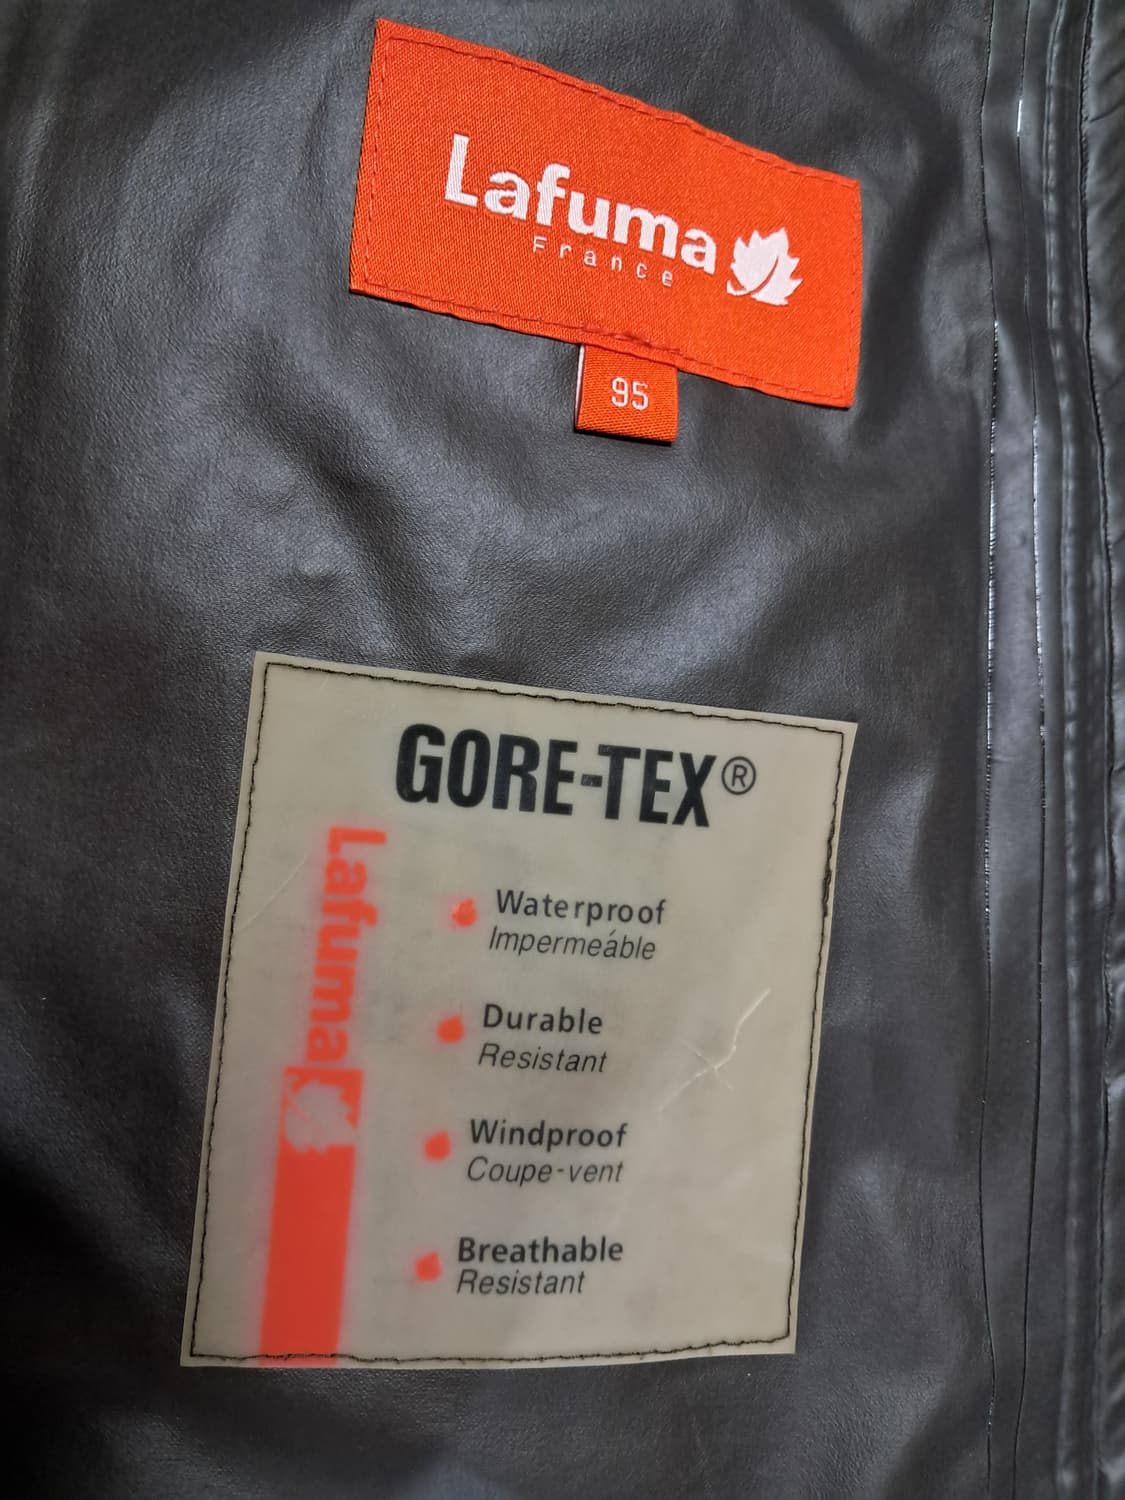 Lafuma
France
95
GORE-TEX®
Lafuma
Waterproof
Impermeáble
Durable
Resistant
Windproof
Coupe-vent
Breathable
Resistant